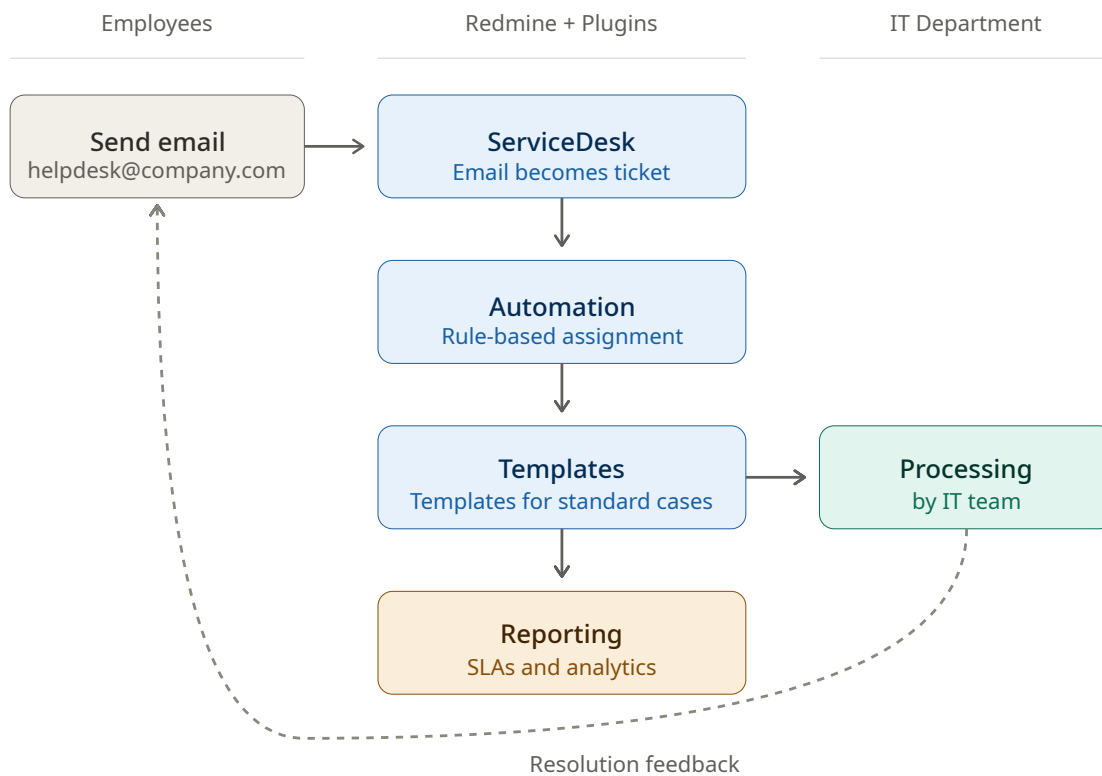 Employees
Redmine + Plugins
IT Department
Send email
helpdesk@company.com
ServiceDesk
Email becomes ticket
Automation
Rule-based assignment
Templates
Templates for standard cases
Processing
by IT team
Reporting
SLAs and analytics
Resolution feedback